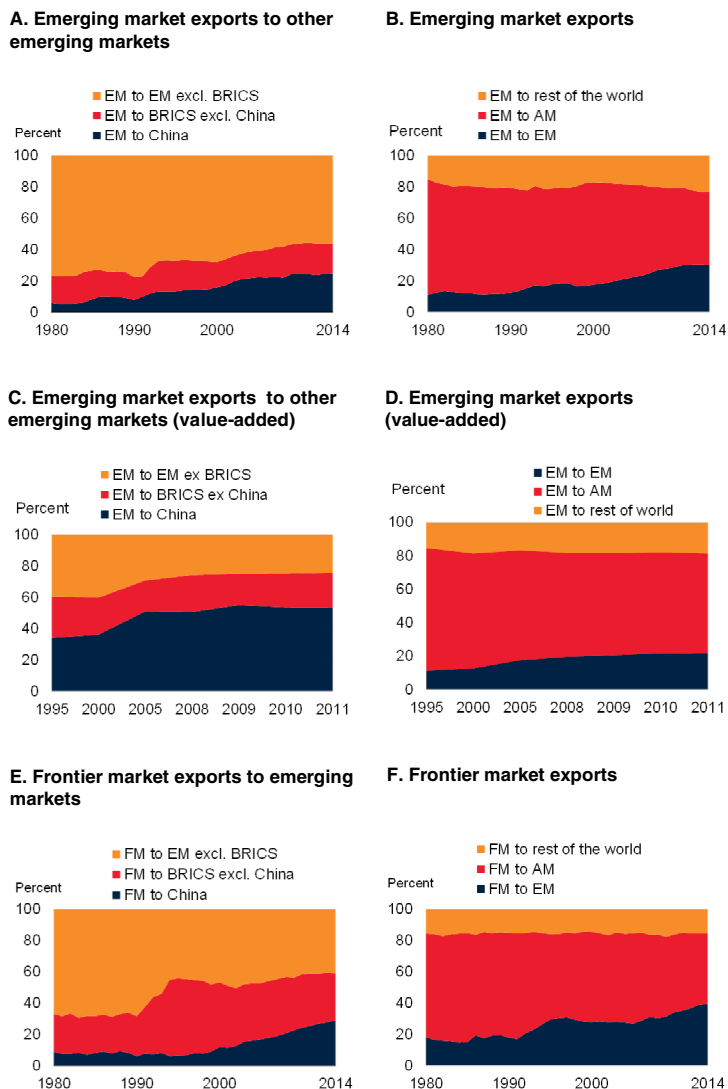 A. Emerging market exports to other
emerging markets
EM to EM excl. BRICS
EM to BRICS excl. China
EM to China
Percent
100
80
60
40
20
0
1980 1990 2000 2014
B. Emerging market exports
EM to rest of the world
EM to AM
EM to EM
Percent
100
80
60
40
20
0
1980 1990 2000 2014
C. Emerging market exports to other
emerging markets (value-added)
EM to EM ex BRICS
EM to BRICS ex China
EM to China
Percent
100
80
60
40
20
0
1995 2000 2005 2008 2009 2010 2011
D. Emerging market exports
(value-added)
EM to EM
EM to AM
EM to rest of world
Percent
100
80
60
40
20
0
1995 2000 2005 2008 2009 2010 2011
E. Frontier market exports to emerging
markets
FM to EM excl. BRICS
FM to BRICS excl. China
FM to China
Percent
100
80
60
40
20
0
1980 1990 2000 2014
F. Frontier market exports
FM to rest of the world
FM to AM
FM to EM
Percent
100
80
60
40
20
0
1980 1990 2000 2014